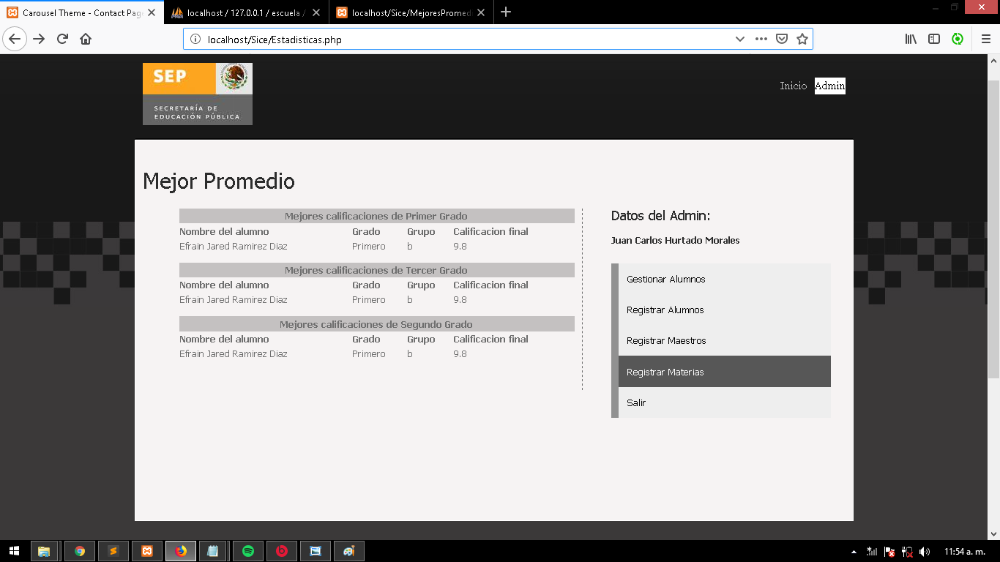 Carousel Theme - Contact Pag
localhost / 127.0.0.1 / escuela /
localhost/Sice/MejoresPromed
localhost/Sice/Estadisticas.php
SEP
SECRETARÍA DE
EDUCACIÓN PÚBLICA
Inicio Admin
Mejor Promedio
Mejores calificaciones de Primer Grado
Nombre del alumno Grado Grupo Calificacion final
Efrain Jared Ramirez Diaz Primero b 9.8
Mejores calificaciones de Tercer Grado
Nombre del alumno Grado Grupo Calificacion final
Efrain Jared Ramirez Diaz Primero b 9.8
Mejores calificaciones de Segundo Grado
Nombre del alumno Grado Grupo Calificacion final
Efrain Jared Ramirez Diaz Primero b 9.8
Datos del Admin:
Juan Carlos Hurtado Morales
Gestionar Alumnos
Registrar Alumnos
Registrar Maestros
Registrar Materias
Salir
11:54 a. m.